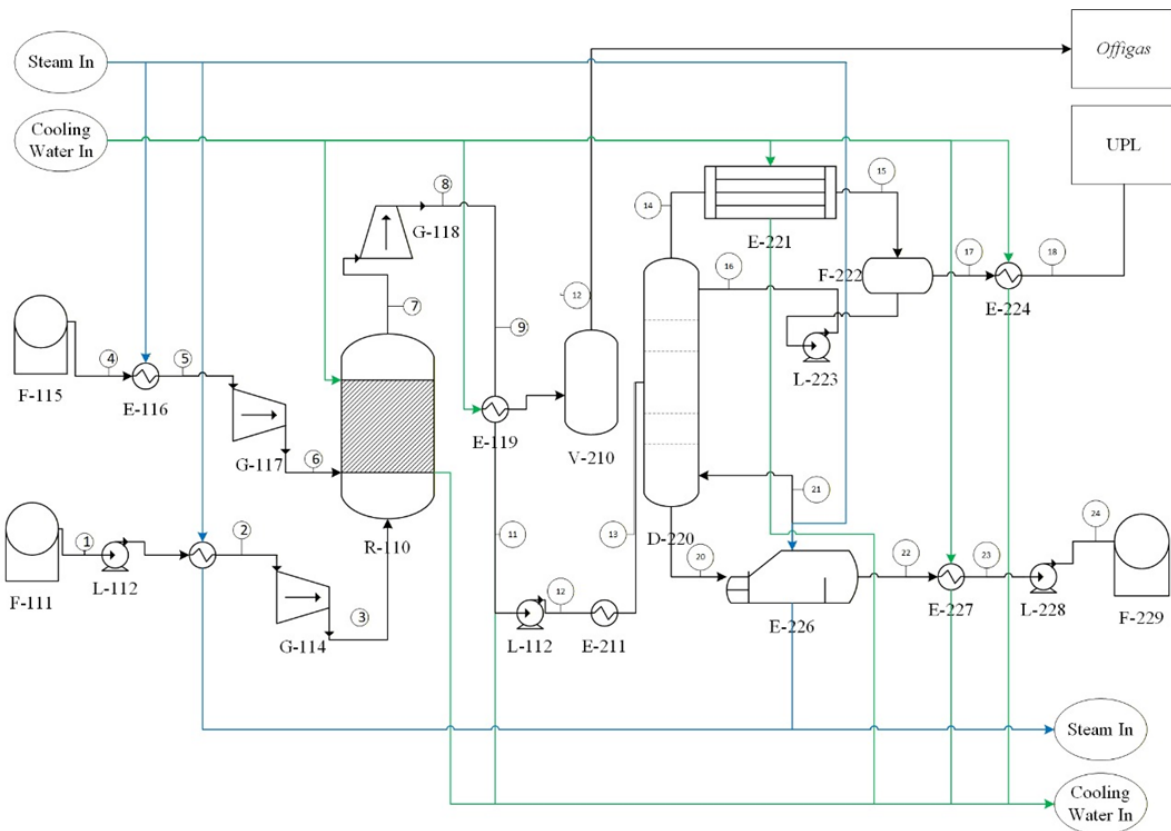 Steam In
Offigas
Cooling
Water In
UPL
8
G-118
14
15
E-221
16
F-222
17
18
E-224
7
12
9
L-223
F-115
4
5
E-116
G-117
6
E-119
V-210
R-110
F-111
1
L-112
2
G-114
3
11
13
D-220
21
20
22
23
24
E-226
E-227
L-228
F-229
L-112
12
E-211
Steam In
Cooling
Water In